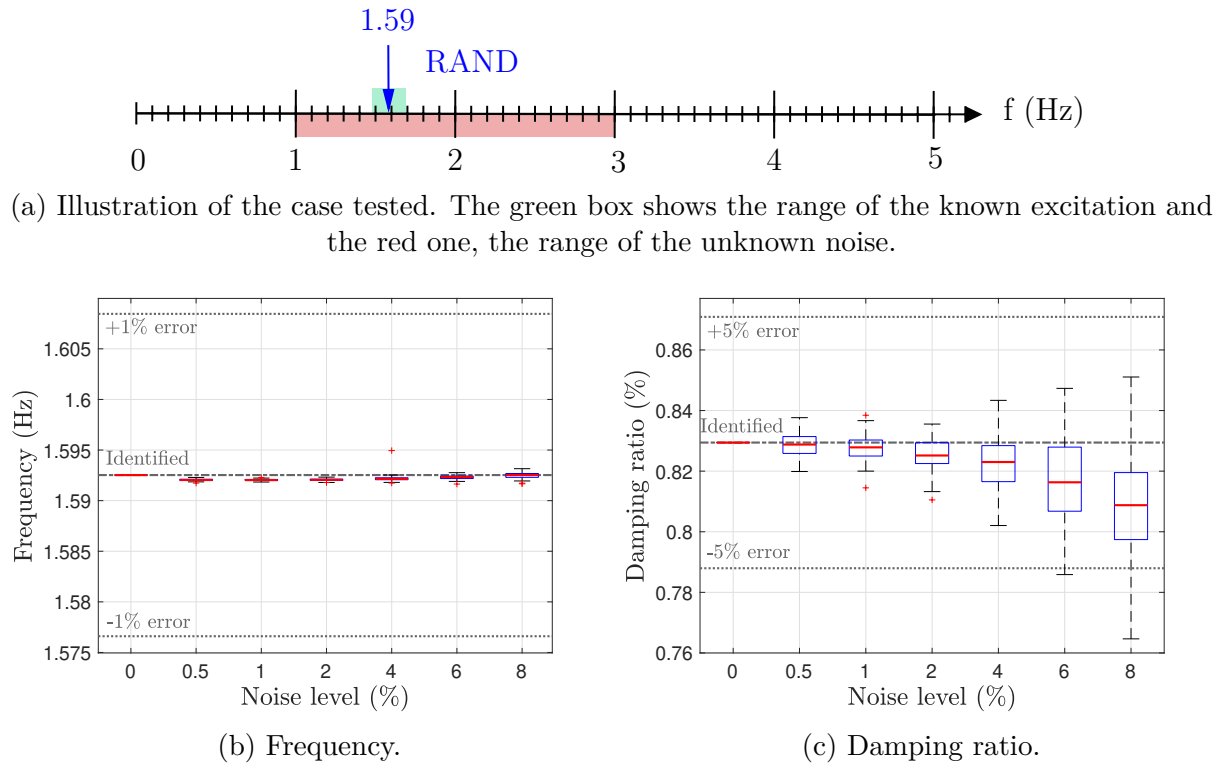 1.59
RAND
f (Hz)
0 1 2 3 4 5
(a) Illustration of the case tested. The green box shows the range of the known excitation and
the red one, the range of the unknown noise.
+1% error
1.605
1.6
1.595
Identified
1.59
1.585
1.58
-1% error
1.575
Frequency (Hz)
0 0.5 1 2 4 6 8
Noise level (%)
(b) Frequency.
+5% error
0.86
0.84
Identified
0.82
0.8
-5% error
0.78
0.76
Damping ratio (%)
0 0.5 1 2 4 6 8
Noise level (%)
(c) Damping ratio.